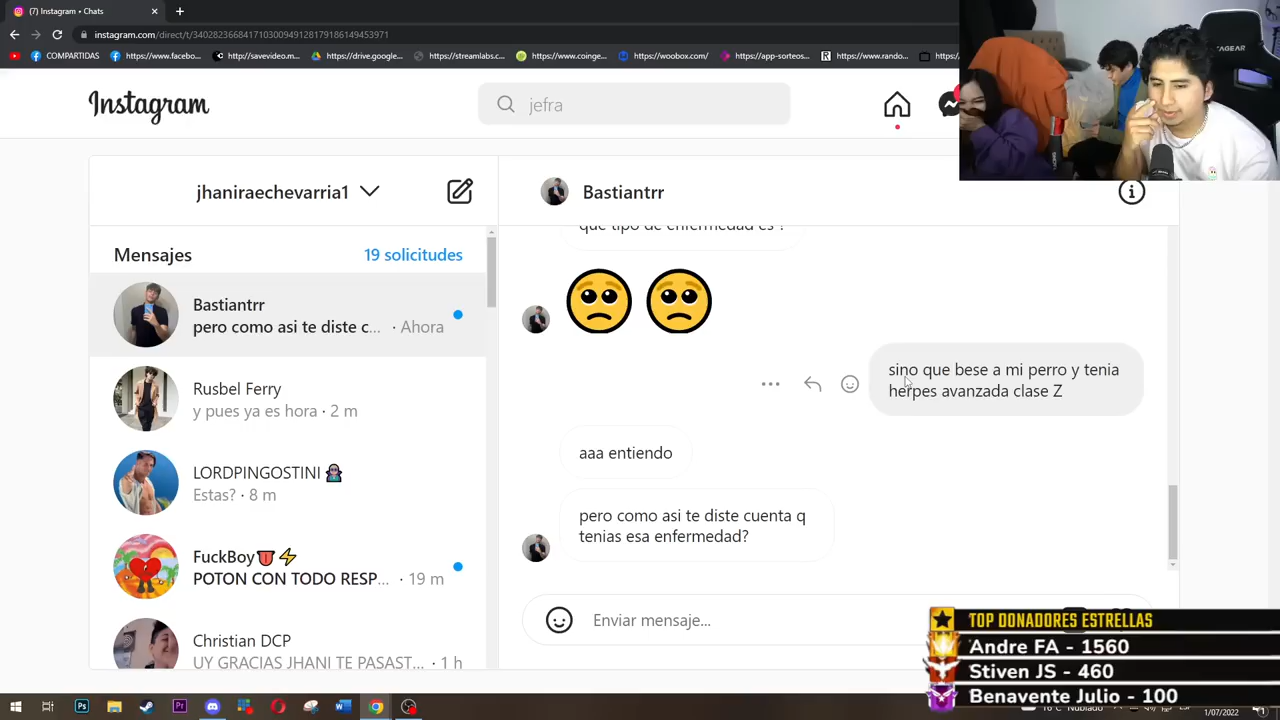 (7) Instagram • Chats
instagram.com/direct/t/340282366841710300949128179186149453971
COMPARTIDAS
https://www.facebo...
http://savevideo.m...
https://drive.google...
https://streamlabs.c...
https://www.coinge...
https://woobox.com/
https://app-sorteos...
https://www.rando...
Instagram
jefra
jhaniraechevarria1
Mensajes
19 solicitudes
Bastiantrr
pero como asi te diste c... · Ahora
Rusbel Ferry
y pues ya es hora · 2 m
LORDPINGOSTINI
Estas? · 8 m
FuckBoy👅⚡
POTON CON TODO RESP... · 19 m
Christian DCP
UY GRACIAS JHANI TE PASAST... · 1 h
Bastiantrr
que tipo de enfermedad es ?
🥺 🥺
sino que bese a mi perro y tenia
herpes avanzada clase Z
aaa entiendo
pero como asi te diste cuenta q
tenias esa enfermedad?
Enviar mensaje...
TOP DONADORES ESTRELLAS
Andre FA - 1560
Stiven JS - 460
Benavente Julio - 100
1/07/2022